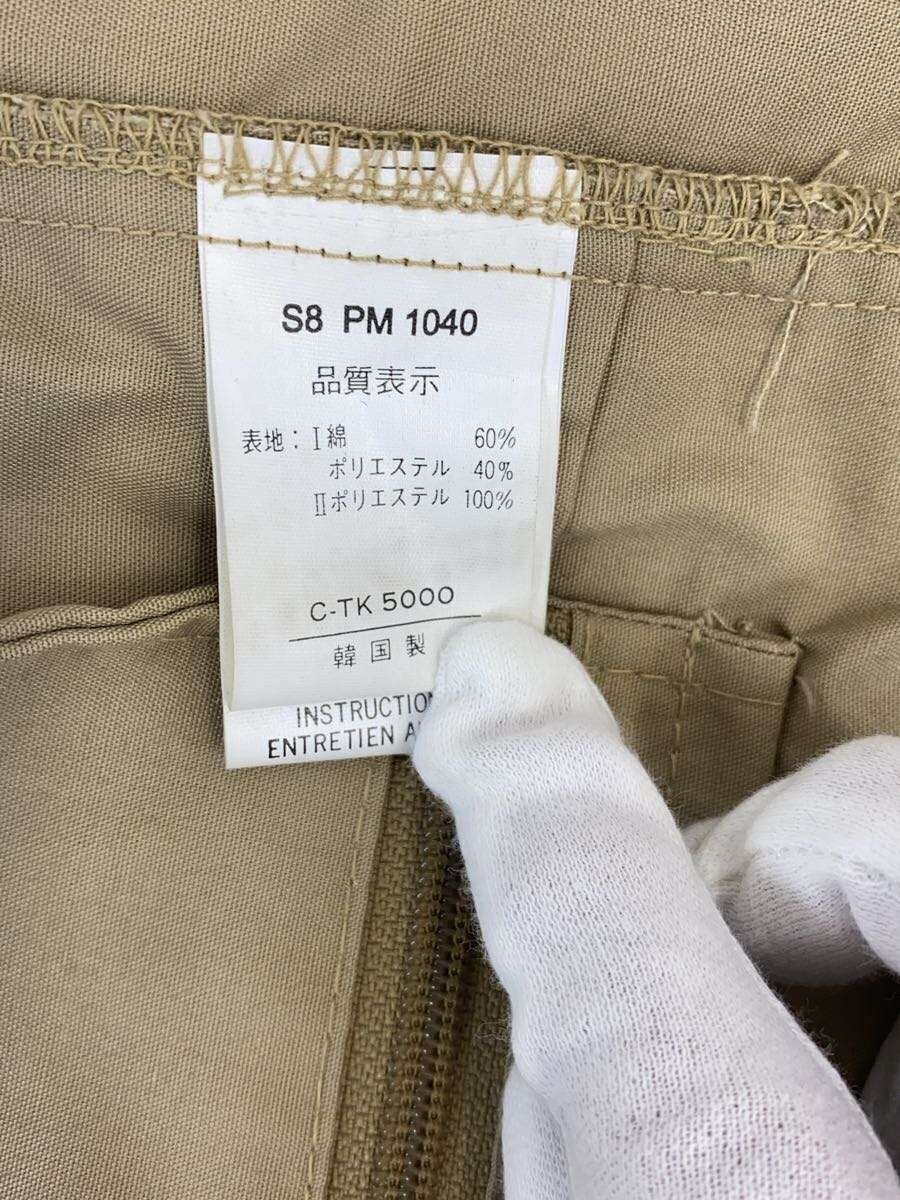 S8 PM 1040
品質表示
表地：Ⅰ綿 60%
ポリエステル 40%
Ⅱポリエステル 100%
C-TK 5000
韓国製
INSTRUCTION
ENTRETIEN